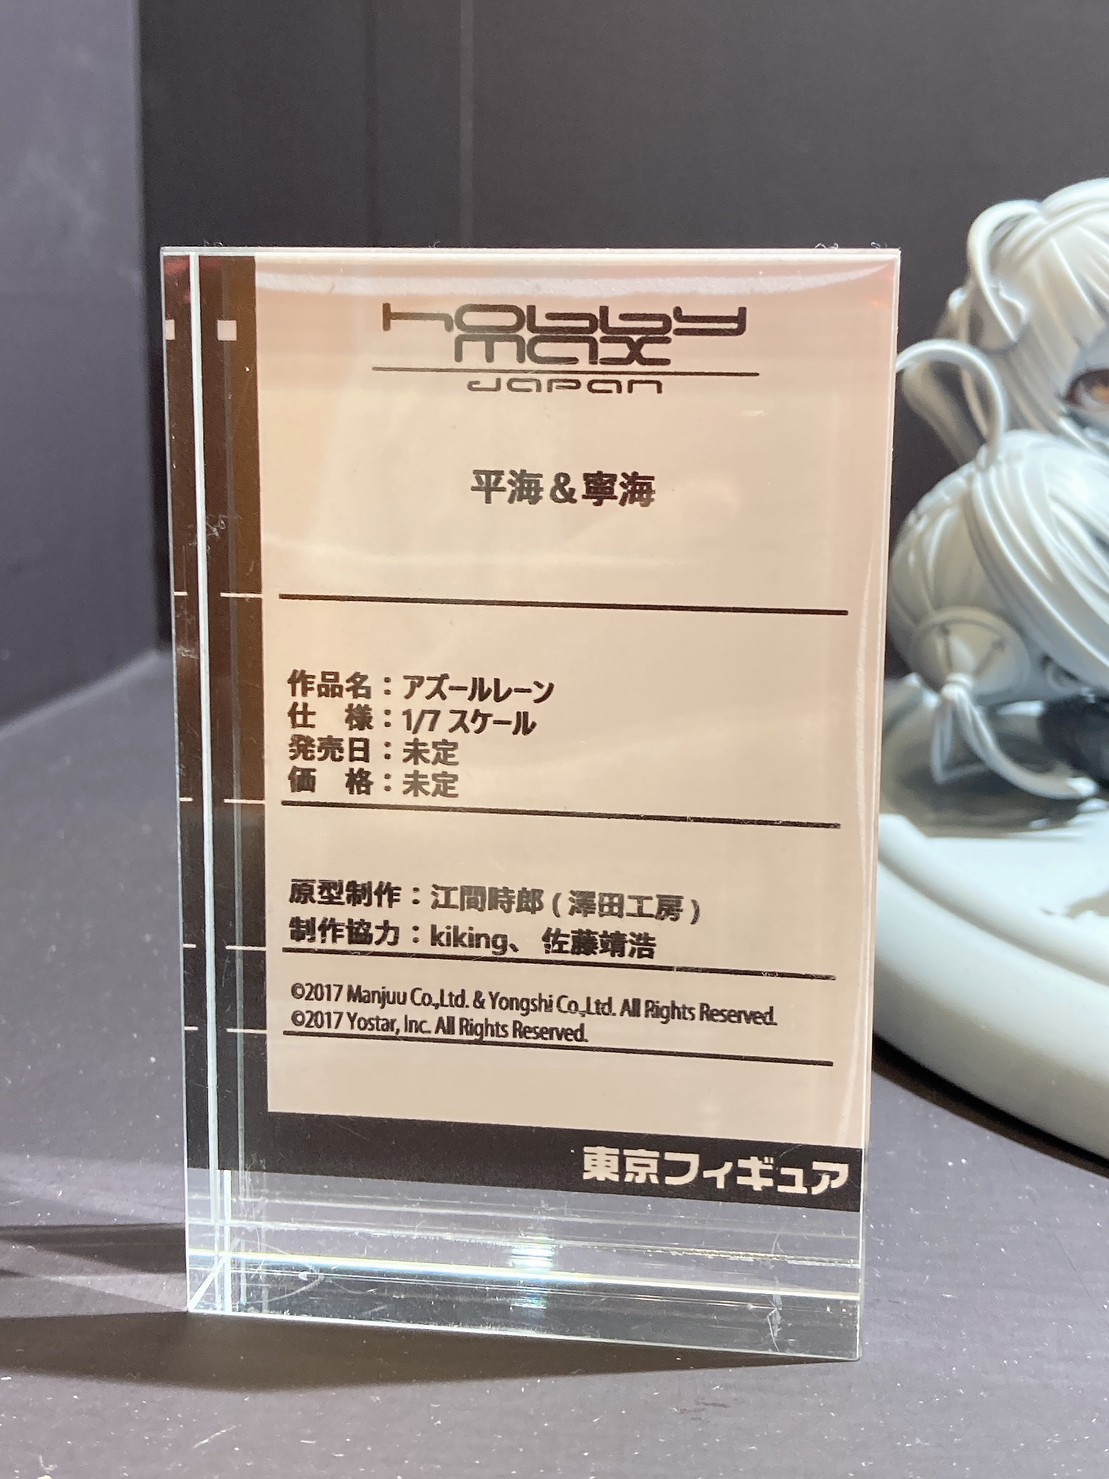 hobby
max
japan
平海＆寧海
作品名：アズールレーン
仕　様：1/7 スケール
発売日：未定
価　格：未定
原型制作：江間時郎 ( 澤田工房 )
制作協力：kiking、 佐藤靖浩
©2017 Manjuu Co.,Ltd. & Yongshi Co.,Ltd. All Rights Reserved.
©2017 Yostar, Inc. All Rights Reserved.
東京フィギュア